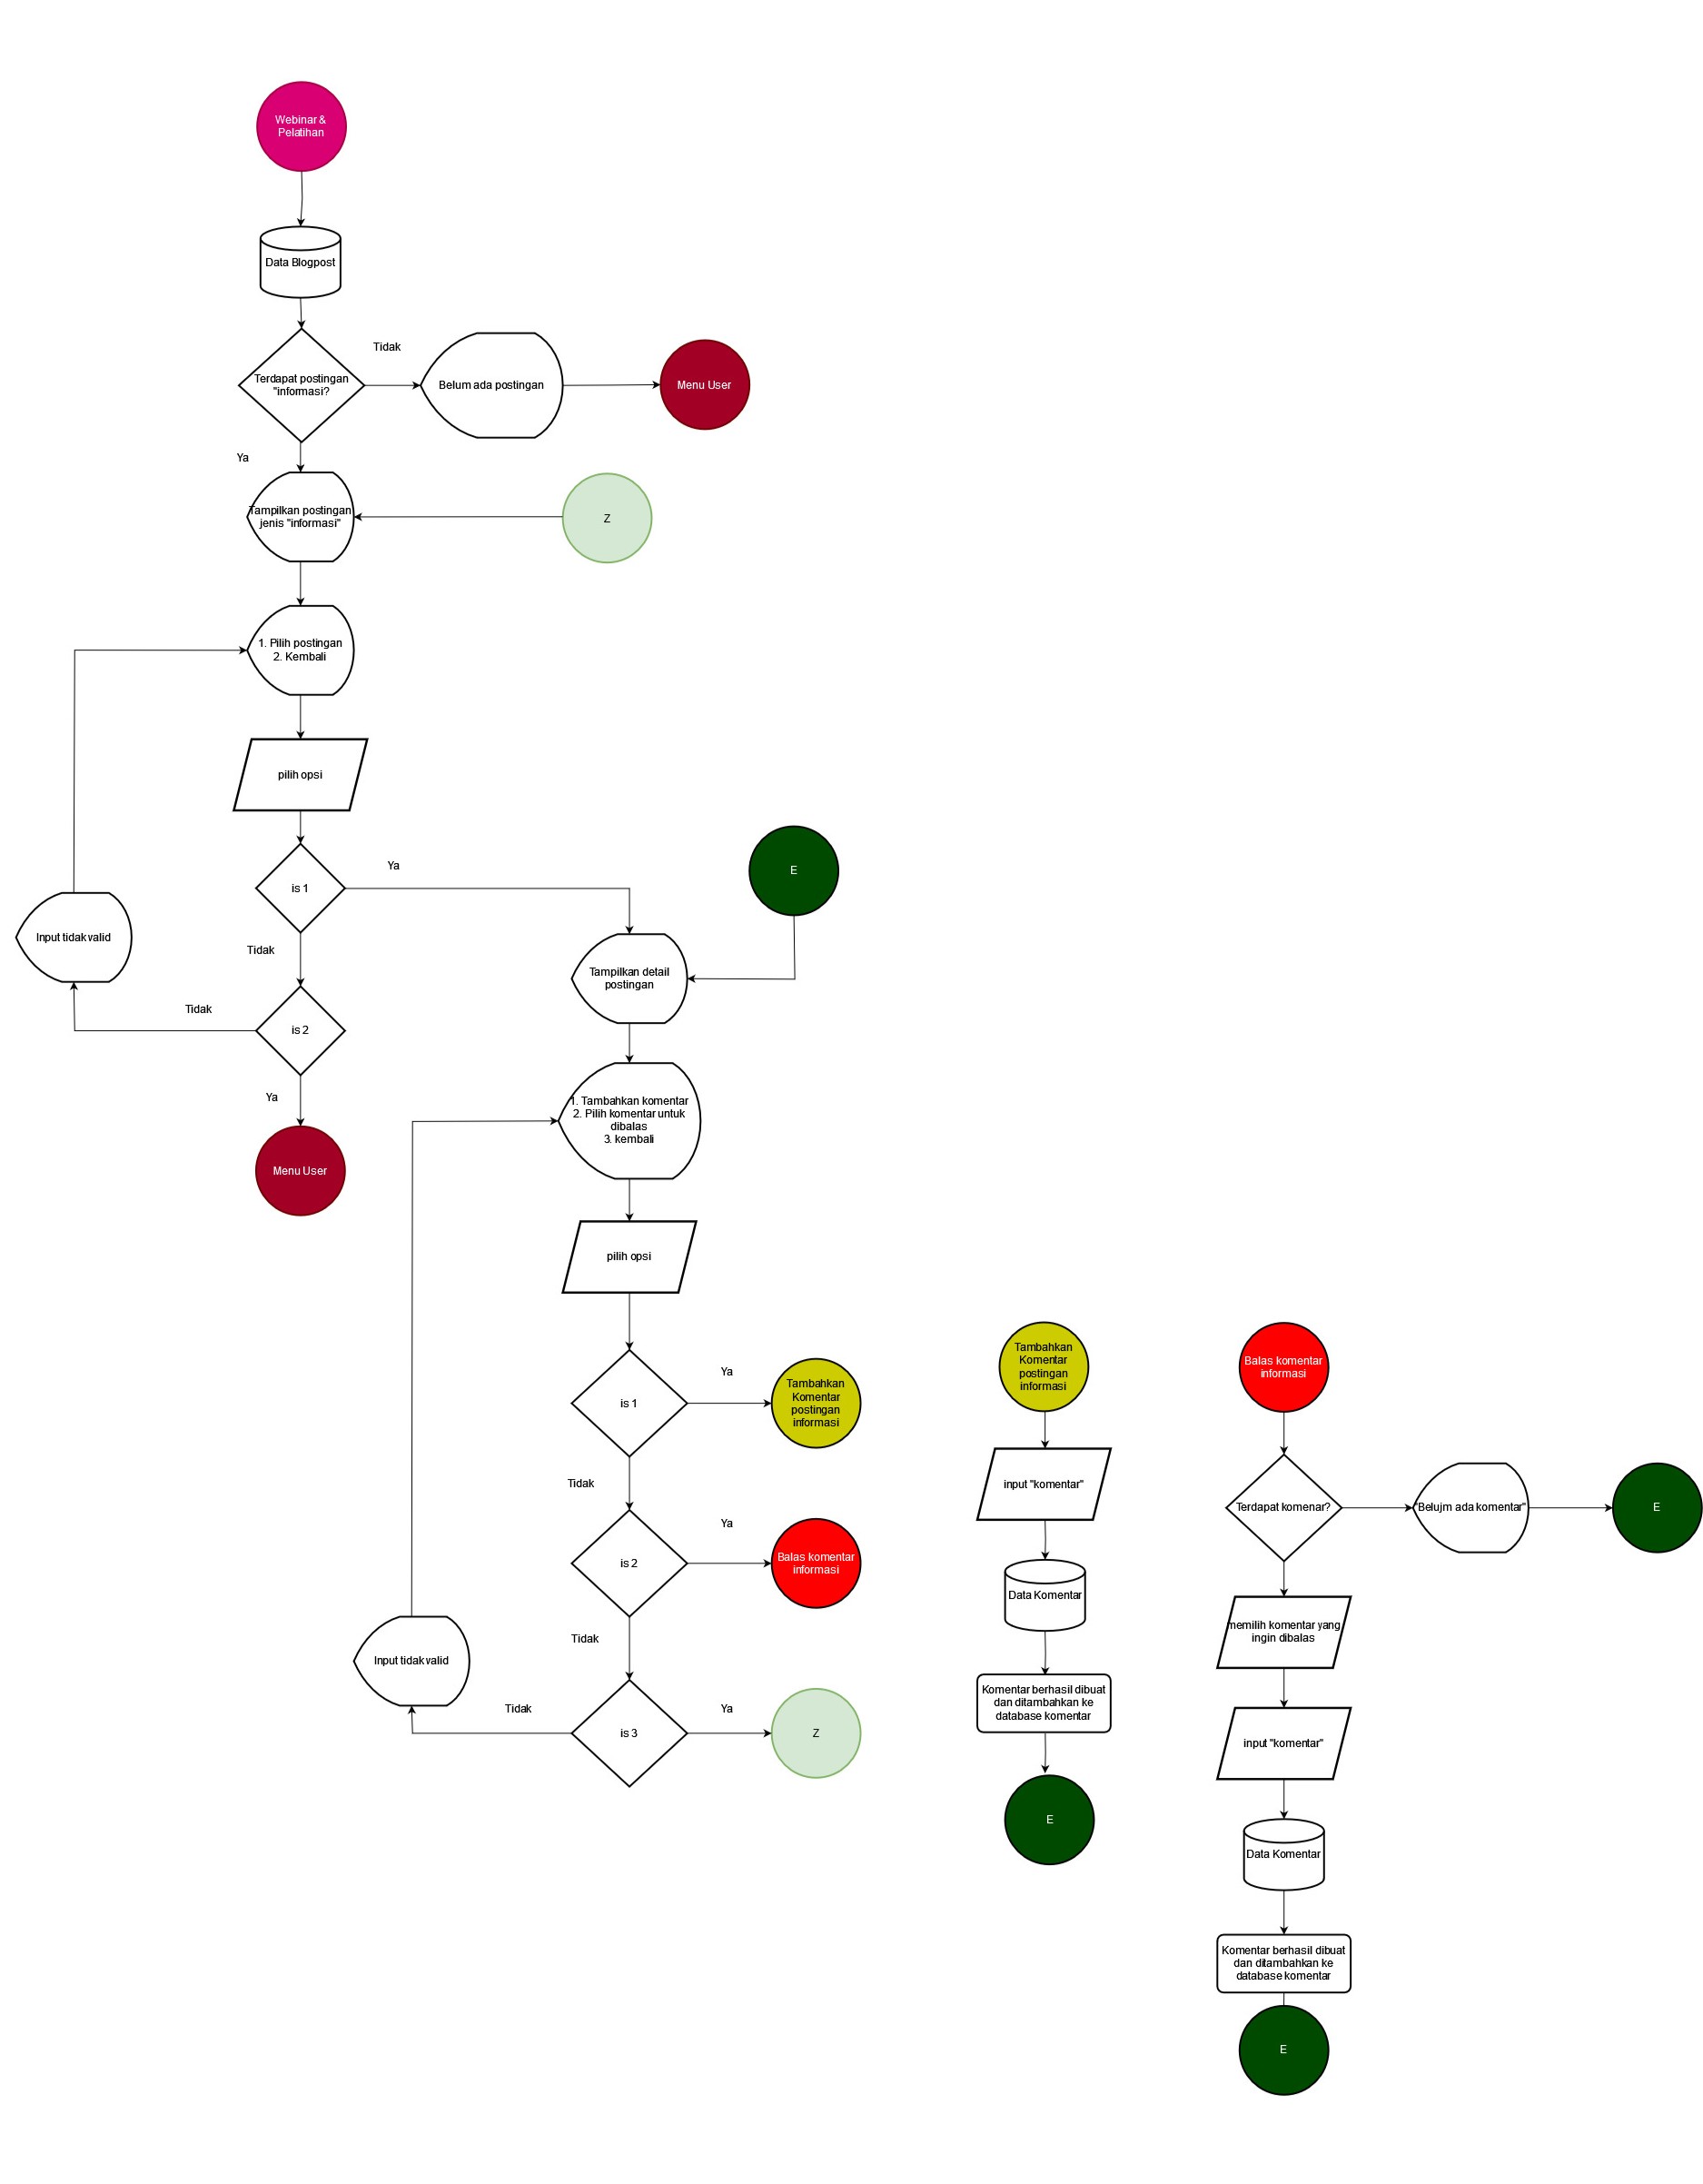 Webinar &
Pelatihan
Data Blogpost
Terdapat postingan
"informasi?
Tidak
Belum ada postingan
Menu User
Ya
Tampilkan postingan
jenis "informasi"
Z
1. Pilih postingan
2. Kembali
pilih opsi
is 1
Ya
E
Input tidak valid
Tidak
Tampilkan detail
postingan
Tidak
is 2
Ya
Menu User
1. Tambahkan komentar
2. Pilih komentar untuk
dibalas
3. kembali
pilih opsi
is 1
Ya
Tambahkan
Komentar
postingan
informasi
Tidak
is 2
Ya
Balas komentar
informasi
Tidak
Input tidak valid
Tidak
is 3
Ya
Z
Tambahkan
Komentar
postingan
informasi
input "komentar"
Data Komentar
Komentar berhasil dibuat
dan ditambahkan ke
database komentar
E
Balas komentar
informasi
Terdapat komenar?
"Belujm ada komentar"
E
memilih komentar yang
ingin dibalas
input "komentar"
Data Komentar
Komentar berhasil dibuat
dan ditambahkan ke
database komentar
E